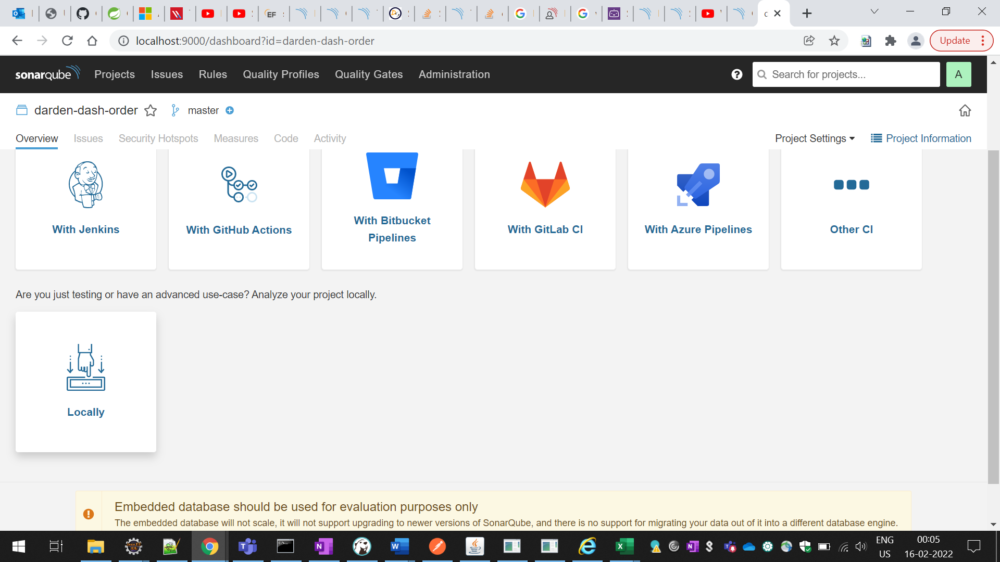 localhost:9000/dashboard?id=darden-dash-order
Update
sonarqube Projects Issues Rules Quality Profiles Quality Gates Administration
Search for projects...
A
darden-dash-order master
Overview Issues Security Hotspots Measures Code Activity
Project Settings Project Information
With Jenkins
With GitHub Actions
With Bitbucket
Pipelines
With GitLab CI
With Azure Pipelines
Other CI
Are you just testing or have an advanced use-case? Analyze your project locally.
Locally
Embedded database should be used for evaluation purposes only
The embedded database will not scale, it will not support upgrading to newer versions of SonarQube, and there is no support for migrating your data out of it into a different database engine.
ENG
US
00:05
16-02-2022